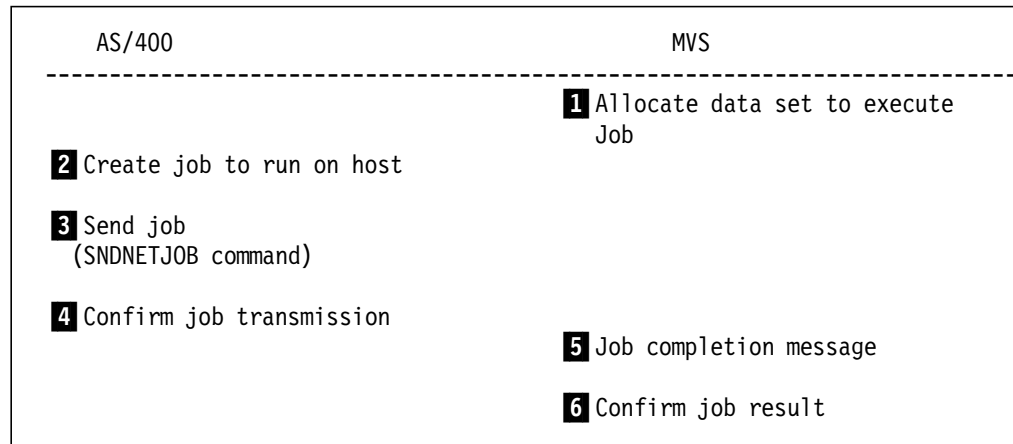 AS/400 MVS
1 Allocate data set to execute
Job
2 Create job to run on host
3 Send job
(SNDNETJOB command)
4 Confirm job transmission
5 Job completion message
6 Confirm job result